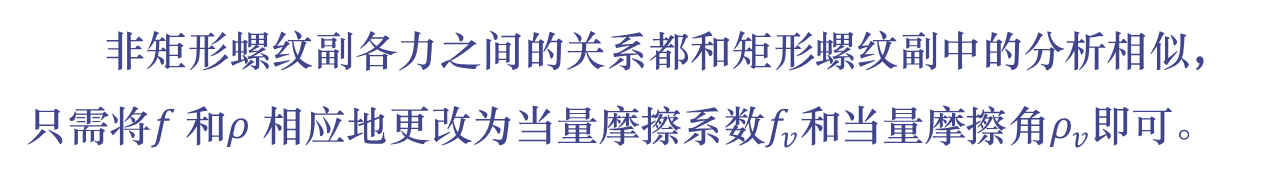 非矩形螺纹副各力之间的关系都和矩形螺纹副中的分析相似，
只需将f 和ρ 相应地更改为当量摩擦系数fᵥ和当量摩擦角ρᵥ即可。